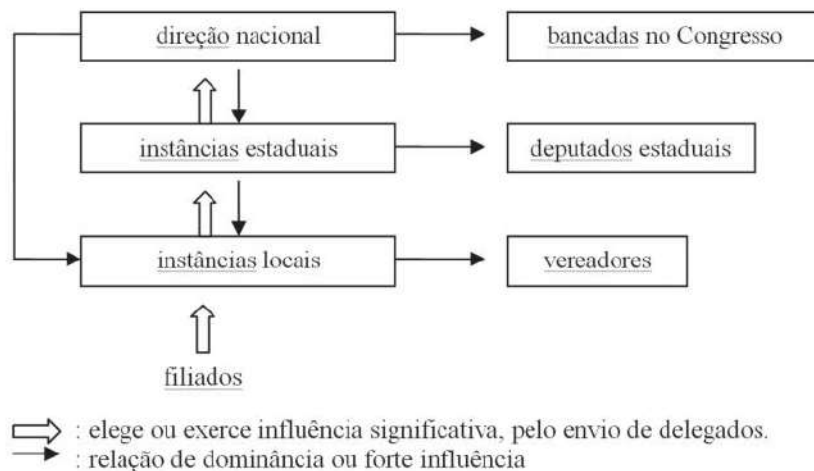 direção nacional
bancadas no Congresso
instâncias estaduais
deputados estaduais
instâncias locais
vereadores
filiados
: elege ou exerce influência significativa, pelo envio de delegados.
: relação de dominância ou forte influência